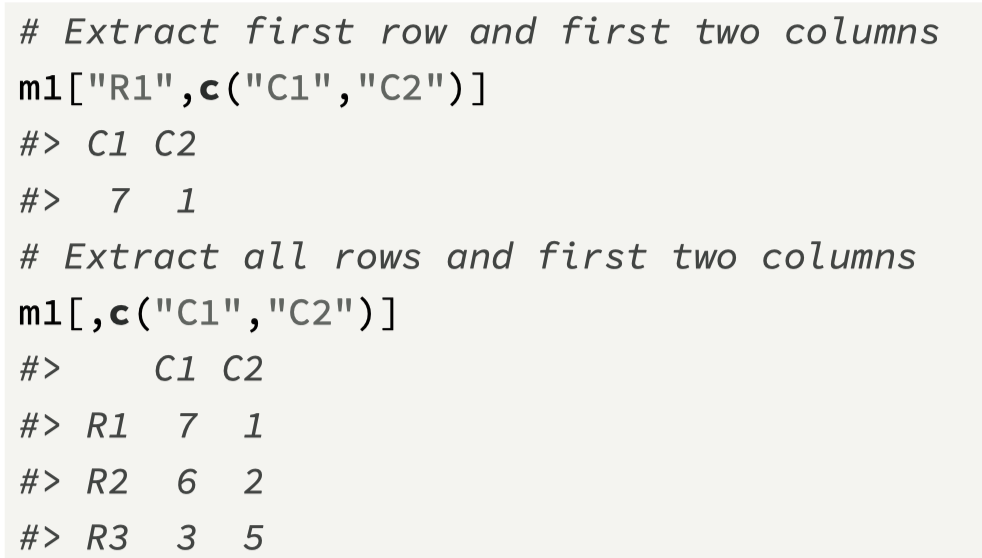 # Extract first row and first two columns
m1["R1",c("C1","C2")]
#> C1 C2
#>  7  1
# Extract all rows and first two columns
m1[,c("C1","C2")]
#>    C1 C2
#> R1  7  1
#> R2  6  2
#> R3  3  5